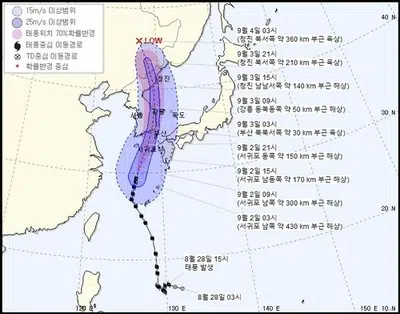 15m/s 이상범위
25m/s 이상범위
태풍위치 70%확률반경
태풍중심 이동경로
TD중심 이동경로
확률반경 중심
LOW
청진
서울
강릉
독도
부산
서귀포
9월 4일 03시
(청진 북서쪽 약 360 km 부근 육상)
9월 3일 21시
(청진 북서쪽 약 210 km 부근 육상)
9월 3일 15시
(청진 남남서쪽 약 140 km 부근 해상)
9월 3일 09시
(강릉 동북동쪽 약 50 km 부근 해상)
9월 3일 03시
(부산 북북서쪽 약 30 km 부근 육상)
9월 2일 21시
(서귀포 동쪽 약 150 km 부근 해상)
9월 2일 15시
(서귀포 남동쪽 약 170 km 부근 해상)
9월 2일 09시
(서귀포 남쪽 약 300 km 부근 해상)
9월 2일 03시
(서귀포 남쪽 약 430 km 부근 해상)
8월 28일 15시
태풍 발생
8월 28일 03시
40N
30N
20N
120 E
130 E
140 E
150 E